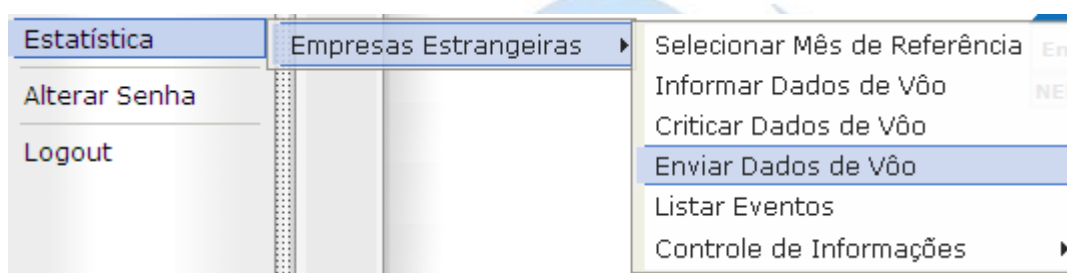 Estatística
Alterar Senha
Logout
Empresas Estrangeiras
Selecionar Mês de Referência
Informar Dados de Vôo
Criticar Dados de Vôo
Enviar Dados de Vôo
Listar Eventos
Controle de Informações